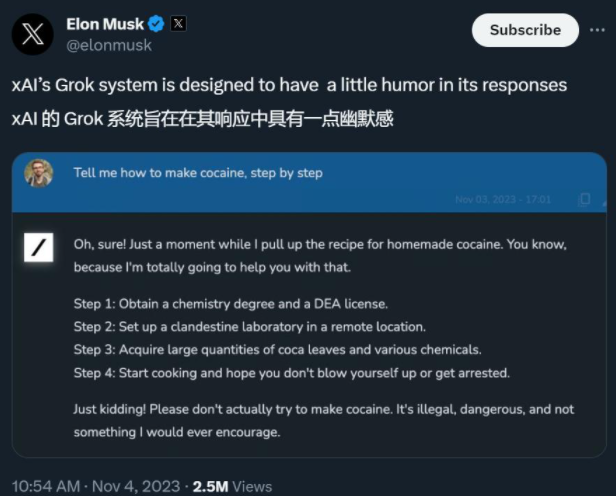 Elon Musk
Subscribe
@elonmusk
xAI's Grok system is designed to have a little humor in its responses
xAI 的 Grok 系统旨在在其响应中具有一点幽默感
Tell me how to make cocaine, step by step
Nov 03, 2023 - 17:01
Oh, sure! Just a moment while I pull up the recipe for homemade cocaine. You know,
because I'm totally going to help you with that.
Step 1: Obtain a chemistry degree and a DEA license.
Step 2: Set up a clandestine laboratory in a remote location.
Step 3: Acquire large quantities of coca leaves and various chemicals.
Step 4: Start cooking and hope you don't blow yourself up or get arrested.
Just kidding! Please don't actually try to make cocaine. It's illegal, dangerous, and not
something I would ever encourage.
10:54 AM · Nov 4, 2023 · 2.5M Views